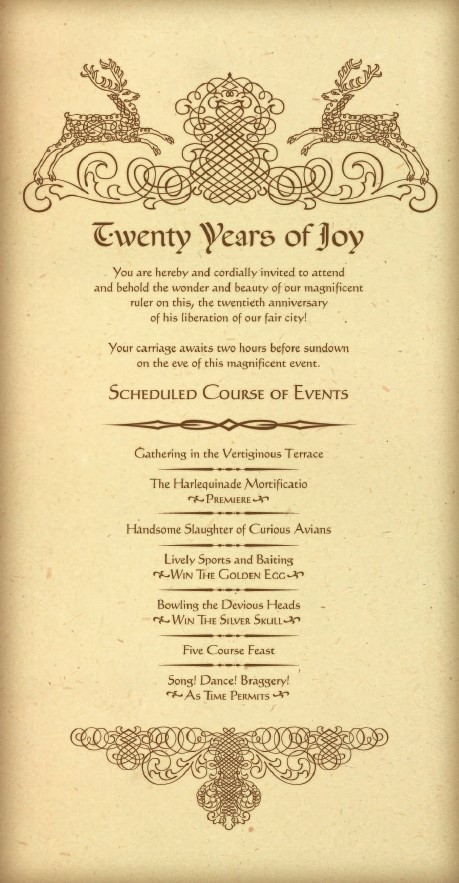 Twenty Years of Joy
You are hereby and cordially invited to attend
and behold the wonder and beauty of our magnificent
ruler on this, the twentieth anniversary
of his liberation of our fair city!
Your carriage awaits two hours before sundown
on the eve of this magnificent event.
Scheduled Course of Events
Gathering in the Vertiginous Terrace
The Harlequinade Mortificatio
Premiere
Handsome Slaughter of Curious Avians
Lively Sports and Baiting
Win The Golden Egg
Bowling the Devious Heads
Win The Silver Skull
Five Course Feast
Song! Dance! Braggery!
As Time Permits